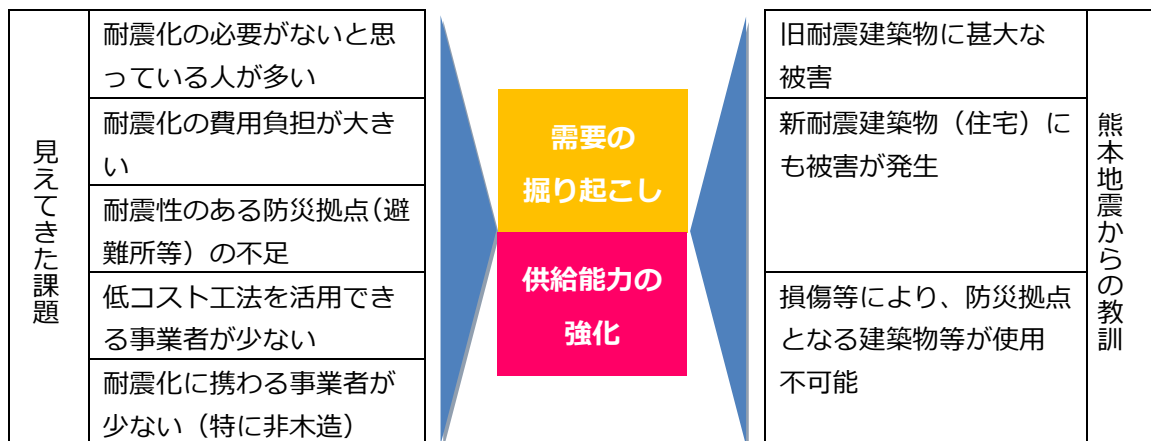 見えてきた課題
耐震化の必要がないと思
っている人が多い
耐震化の費用負担が大き
い
耐震性のある防災拠点(避
難所等)の不足
低コスト工法を活用でき
る事業者が少ない
耐震化に携わる事業者が
少ない(特に非木造)
需要の
掘り起こし
供給能力の
強化
旧耐震建築物に甚大な
被害
新耐震建築物(住宅)に
も被害が発生
損傷等により、防災拠点
となる建築物等が使用
不可能
熊本地震からの教訓